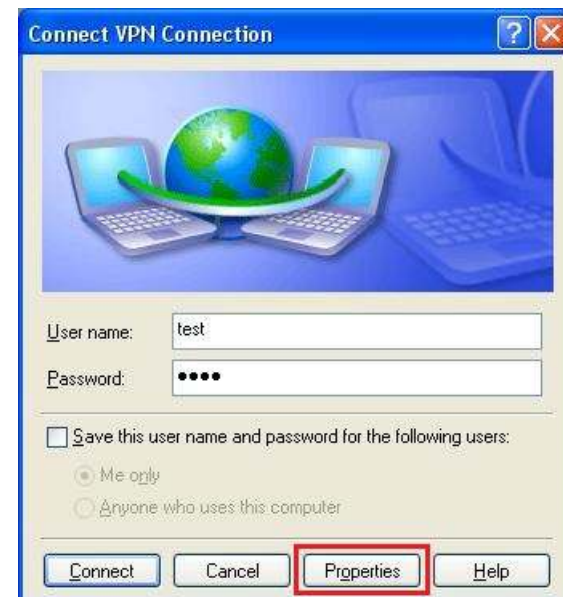 Connect VPN Connection
User name: test
Password: ••••
Save this user name and password for the following users:
Me only
Anyone who uses this computer
Connect Cancel Properties Help